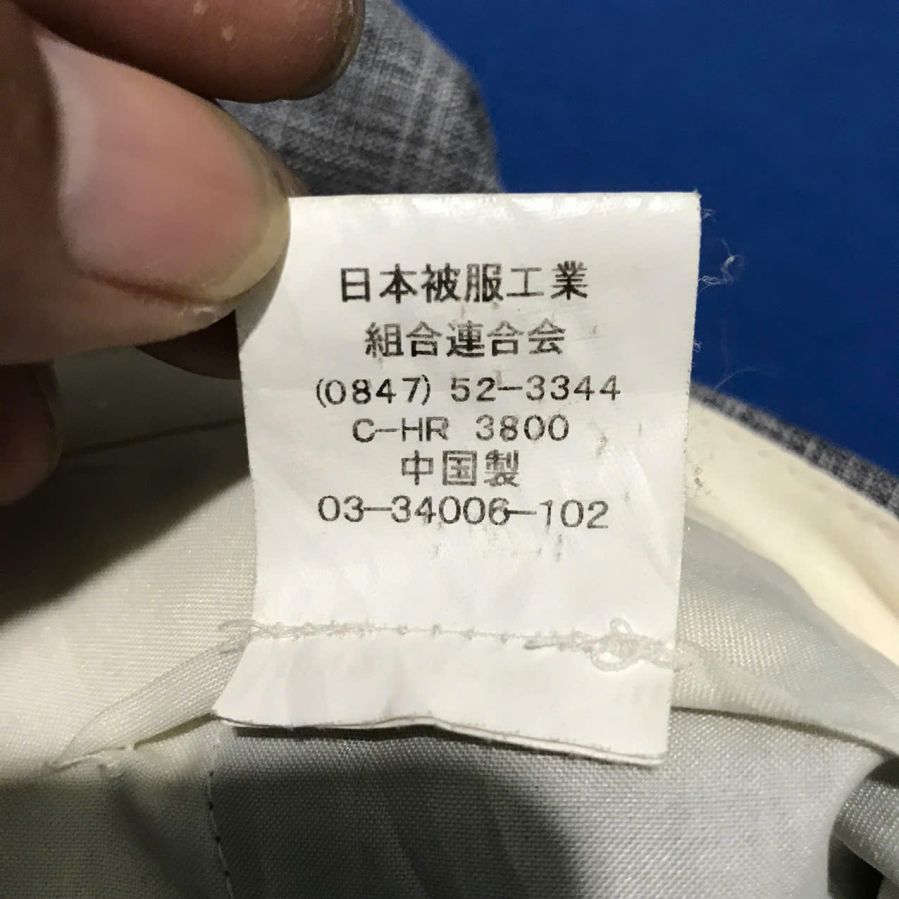 日本被服工業
組合連合会
(0847) 52-3344
C-HR 3800
中国製
03-34006-102